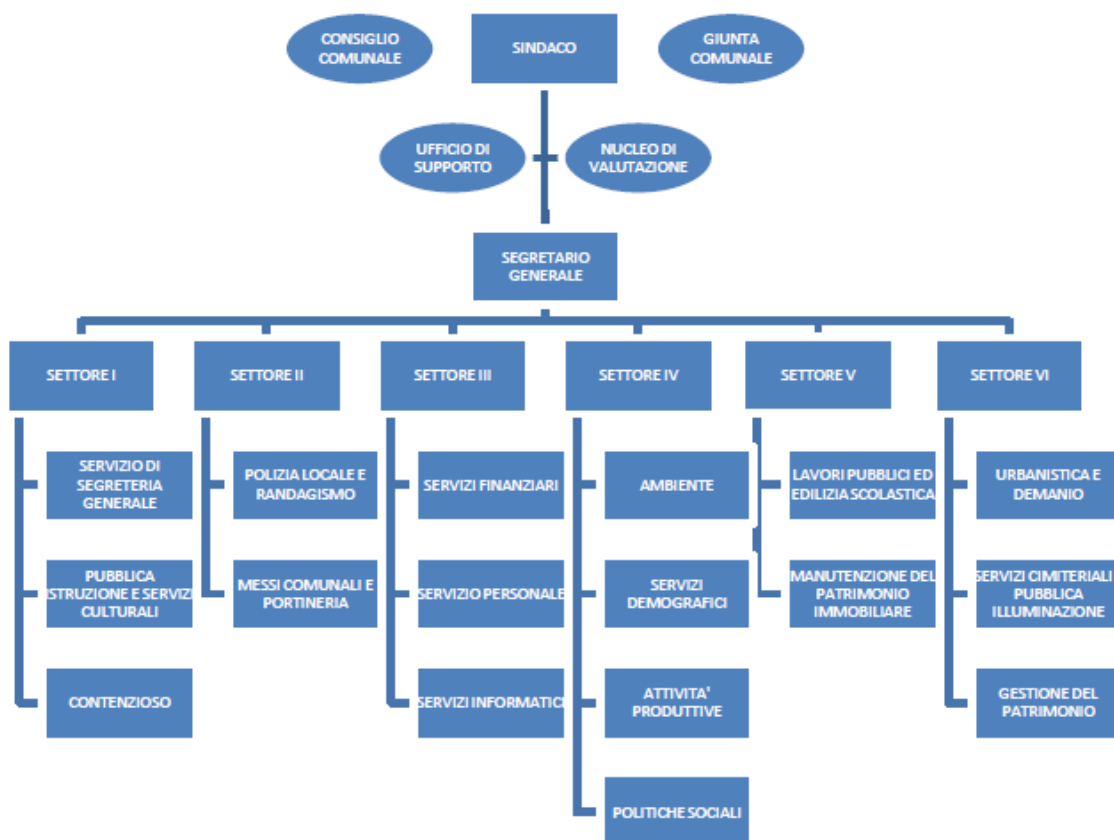 CONSIGLIO
COMUNALE
SINDACO
GIUNTA
COMUNALE
UFFICIO DI
SUPPORTO
NUCLEO DI
VALUTAZIONE
SEGRETARIO
GENERALE
SETTORE I
SETTORE II
SETTORE III
SETTORE IV
SETTORE V
SETTORE VI
SERVIZIO DI
SEGRETERIA
GENERALE
POLIZIA LOCALE E
RANDAGISMO
SERVIZI FINANZIARI
AMBIENTE
LAVORI PUBBLICI ED
EDILIZIA SCOLASTICA
URBANISTICA E
DEMANIO
PUBBLICA
ISTRUZIONE E SERVIZI
CULTURALI
MESSI COMUNALI E
PORTINERIA
SERVIZIO PERSONALE
SERVIZI
DEMOGRAFICI
MANUTENZIONE DEL
PATRIMONIO
IMMOBILIARE
SERVIZI CIMITERIALI E
PUBBLICA
ILLUMINAZIONE
CONTENZIOSO
SERVIZI INFORMATICI
ATTIVITA'
PRODUTTIVE
GESTIONE DEL
PATRIMONIO
POLITICHE SOCIALI